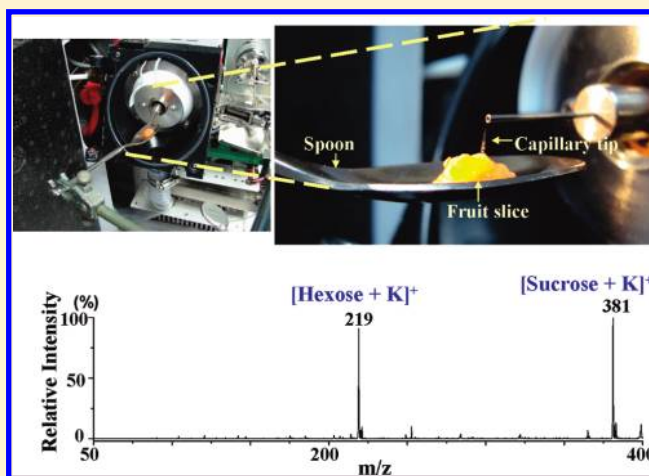 Spoon
Capillary tip
Fruit slice
[Hexose + K]+
[Sucrose + K]+
(%)
100
219
381
Relative Intensity
50
0
50
200
400
m/z